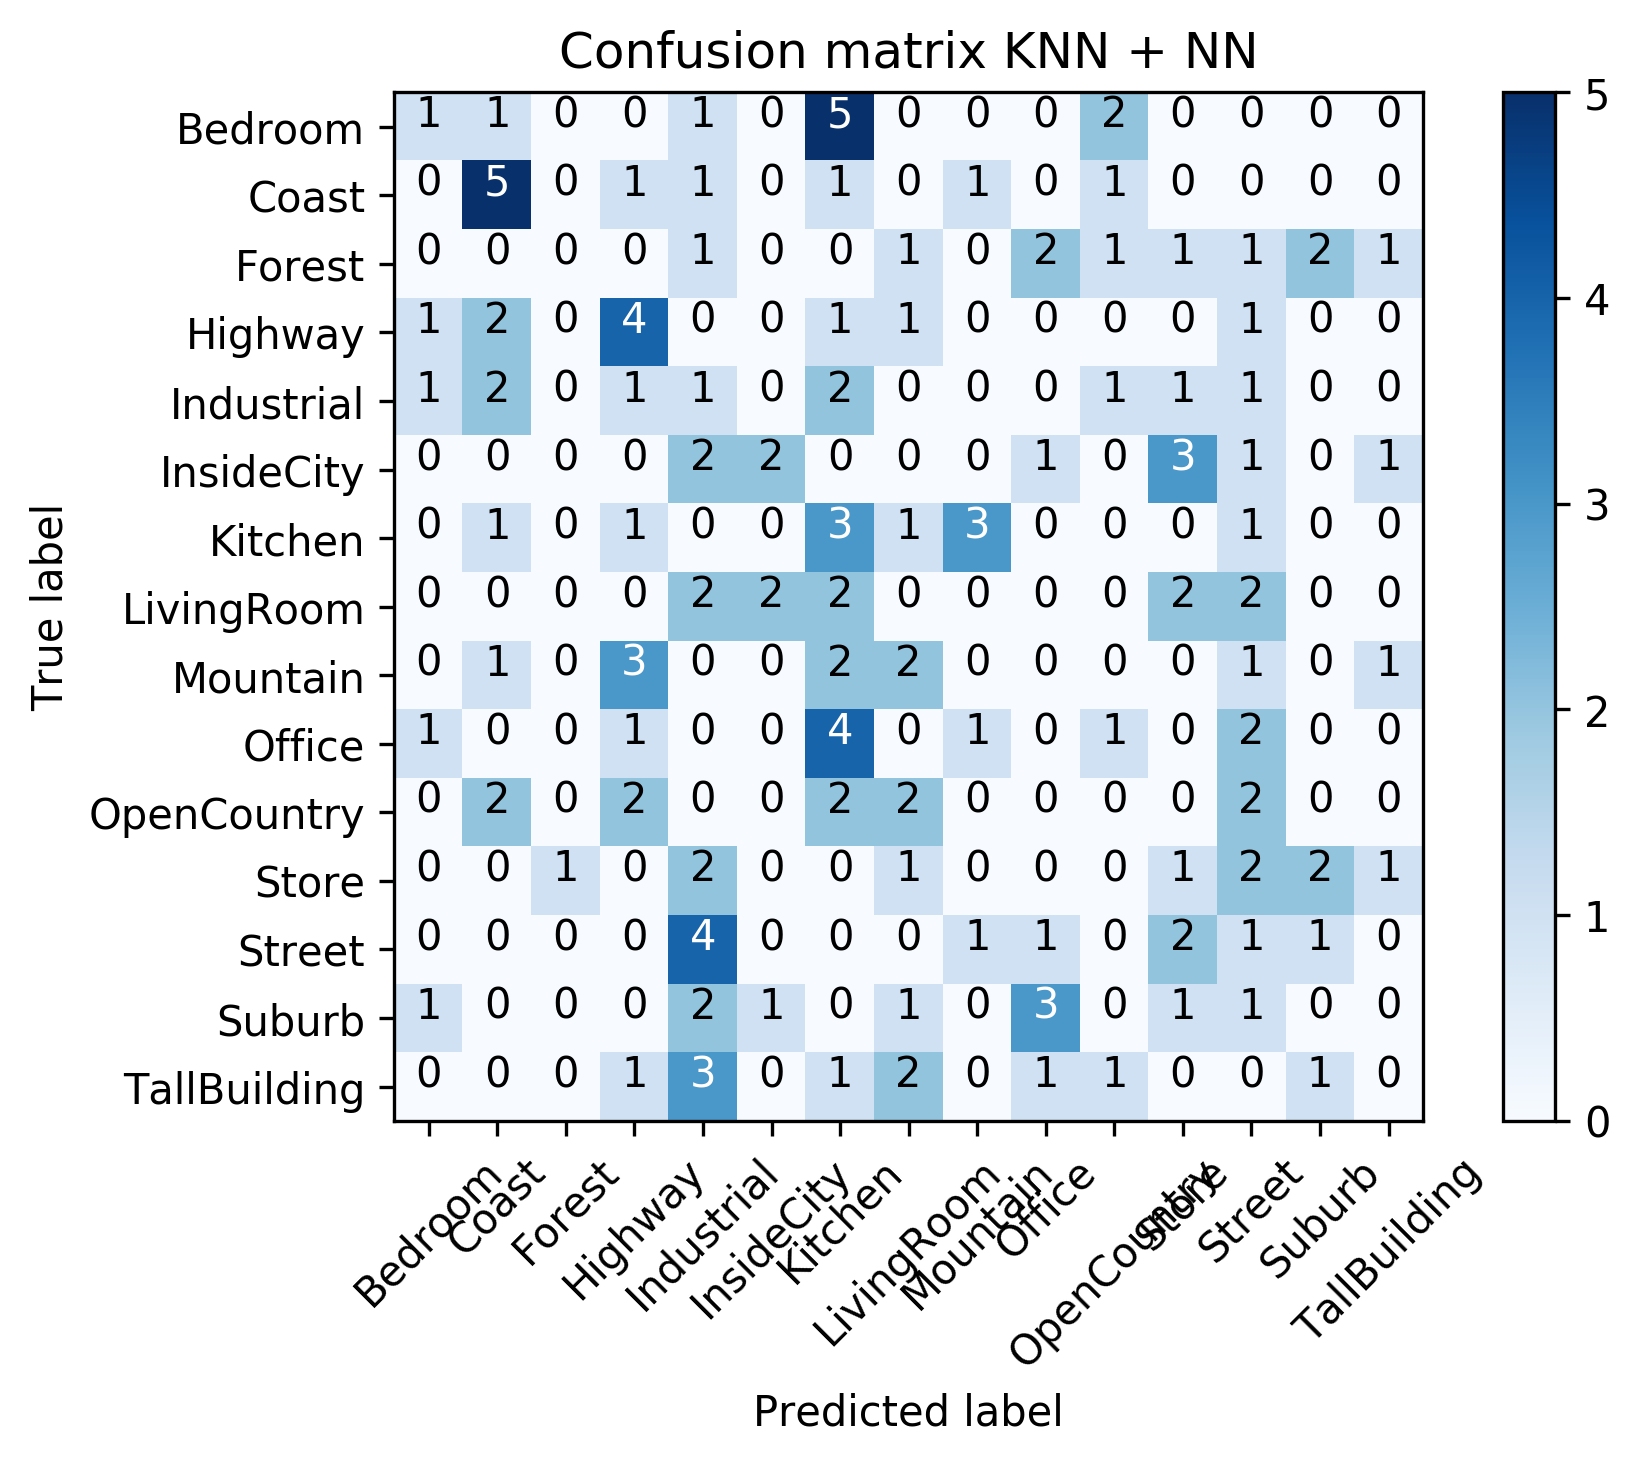 Confusion matrix KNN + NN
Bedroom 1 1 0 0 1 0 5 0 0 0 2 0 0 0 0
Coast 0 5 0 1 1 0 1 0 1 0 1 0 0 0 0
Forest 0 0 0 0 1 0 0 1 0 2 1 1 1 2 1
Highway 1 2 0 4 0 0 1 1 0 0 0 0 1 0 0
Industrial 1 2 0 1 1 0 2 0 0 0 1 1 1 0 0
InsideCity 0 0 0 0 2 2 0 0 0 1 0 3 1 0 1
Kitchen 0 1 0 1 0 0 3 1 3 0 0 0 1 0 0
LivingRoom 0 0 0 0 2 2 2 0 0 0 0 2 2 0 0
Mountain 0 1 0 3 0 0 2 2 0 0 0 0 1 0 1
Office 1 0 0 1 0 0 4 0 1 0 1 0 2 0 0
OpenCountry 0 2 0 2 0 0 2 2 0 0 0 0 2 0 0
Store 0 0 1 0 2 0 0 1 0 0 0 1 2 2 1
Street 0 0 0 0 4 0 0 0 1 1 0 2 1 1 0
Suburb 1 0 0 0 2 1 0 1 0 3 0 1 1 0 0
TallBuilding 0 0 0 1 3 0 1 2 0 1 1 0 0 1 0
True label
Bedroom
Coast
Forest
Highway
Industrial
InsideCity
Kitchen
LivingRoom
Mountain
Office
OpenCountry
Store
Street
Suburb
TallBuilding
Predicted label
5
4
3
2
1
0